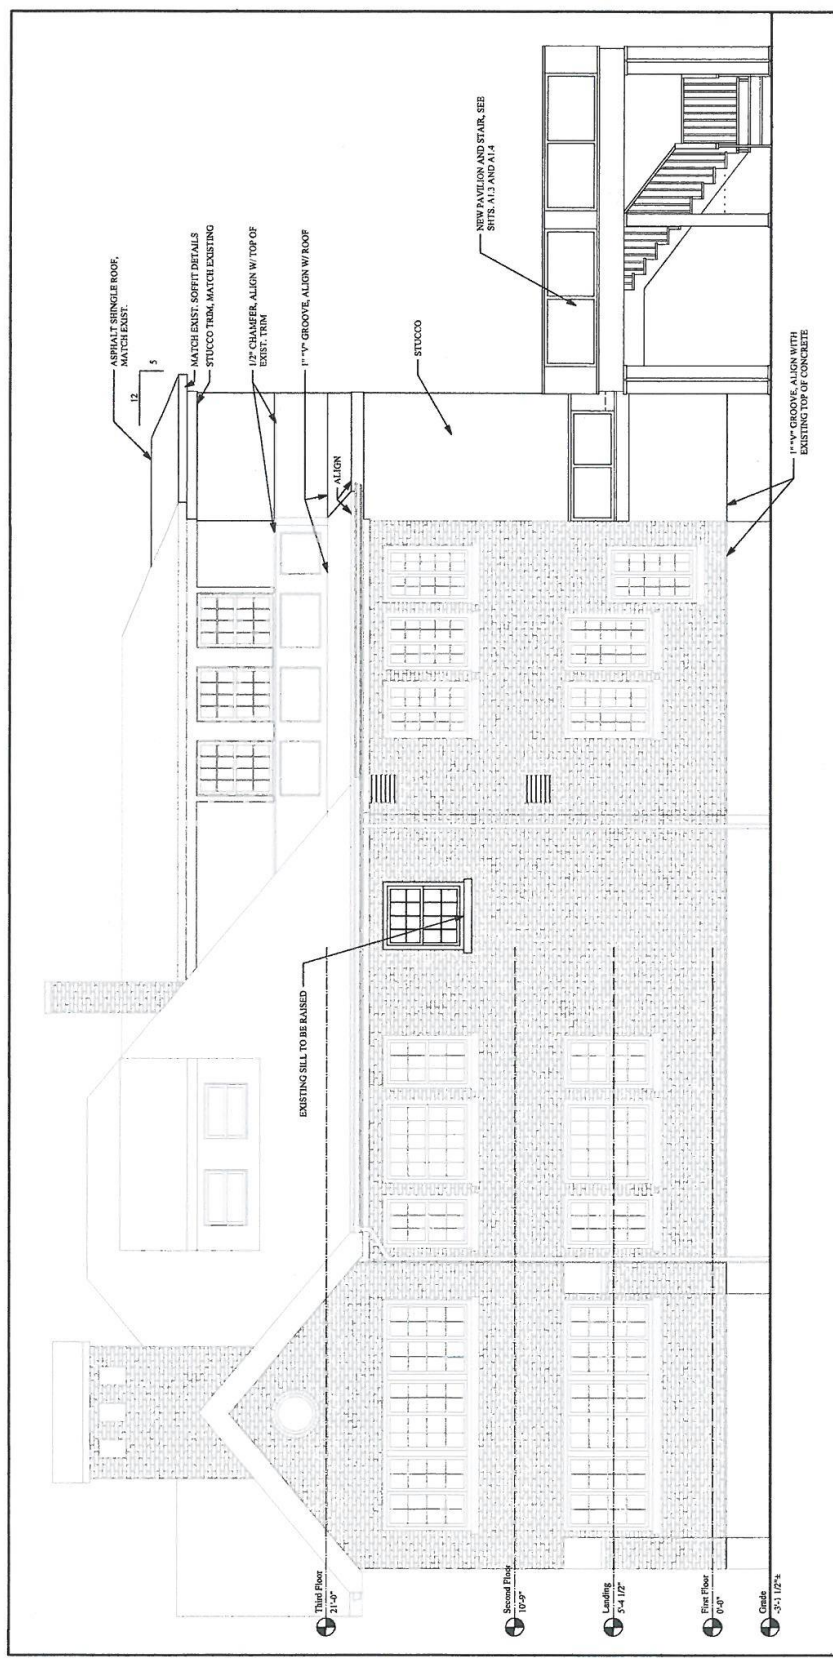 ASPHALT SHINGLE ROOF,
MATCH EXIST.
12
5
MATCH EXIST. SOFFIT DETAILS
STUCCO TRIM, MATCH EXISTING
1/2" CHAMFER, ALIGN W/ TOP OF
EXIST. TRIM
1" "V" GROOVE, ALIGN W/ ROOF
ALIGN
STUCCO
NEW PAVILION AND STAIR, SEE
SHTS. A1.3 AND A1.4
1" "V" GROOVE, ALIGN WITH
EXISTING TOP OF CONCRETE
EXISTING SILL TO BE RAISED
Third Floor
21'-0"
Second Floor
10'-9"
Landing
5'-4 1/2"
First Floor
0'-0"
Grade
-3'-1 1/2"±